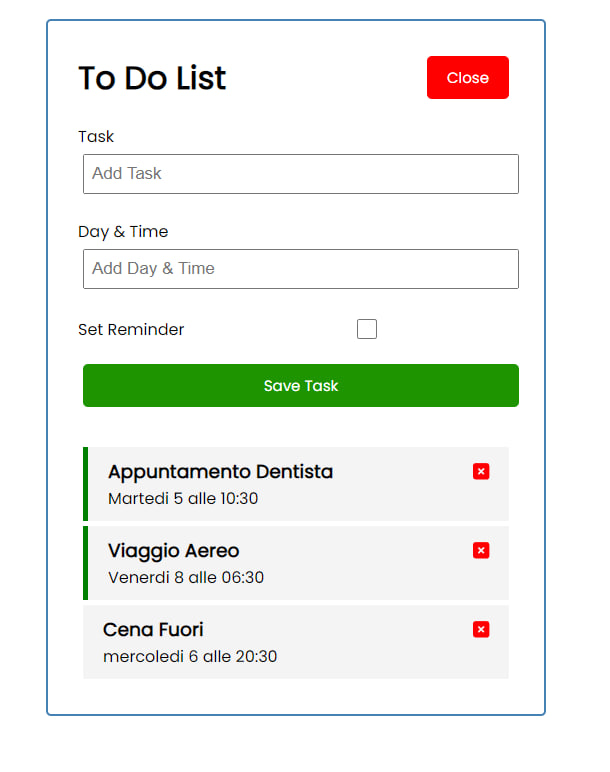 To Do List
Close
Task
Add Task
Day & Time
Add Day & Time
Set Reminder
Save Task
Appuntamento Dentista
Martedi 5 alle 10:30
Viaggio Aereo
Venerdi 8 alle 06:30
Cena Fuori
mercoledi 6 alle 20:30